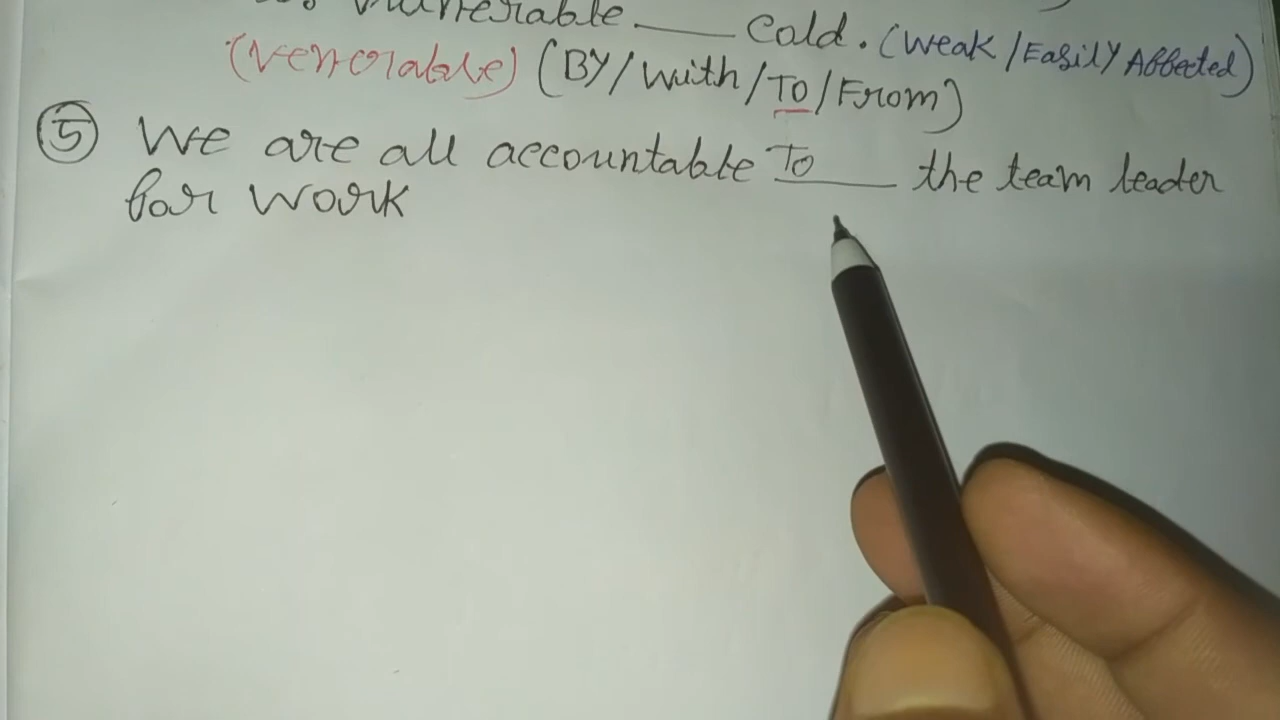 vulnerable ____ cold. (weak / Easily Affected)
(venerable) (BY / with / TO / From)
⑤ We are all accountable To ____ the team leader
for work